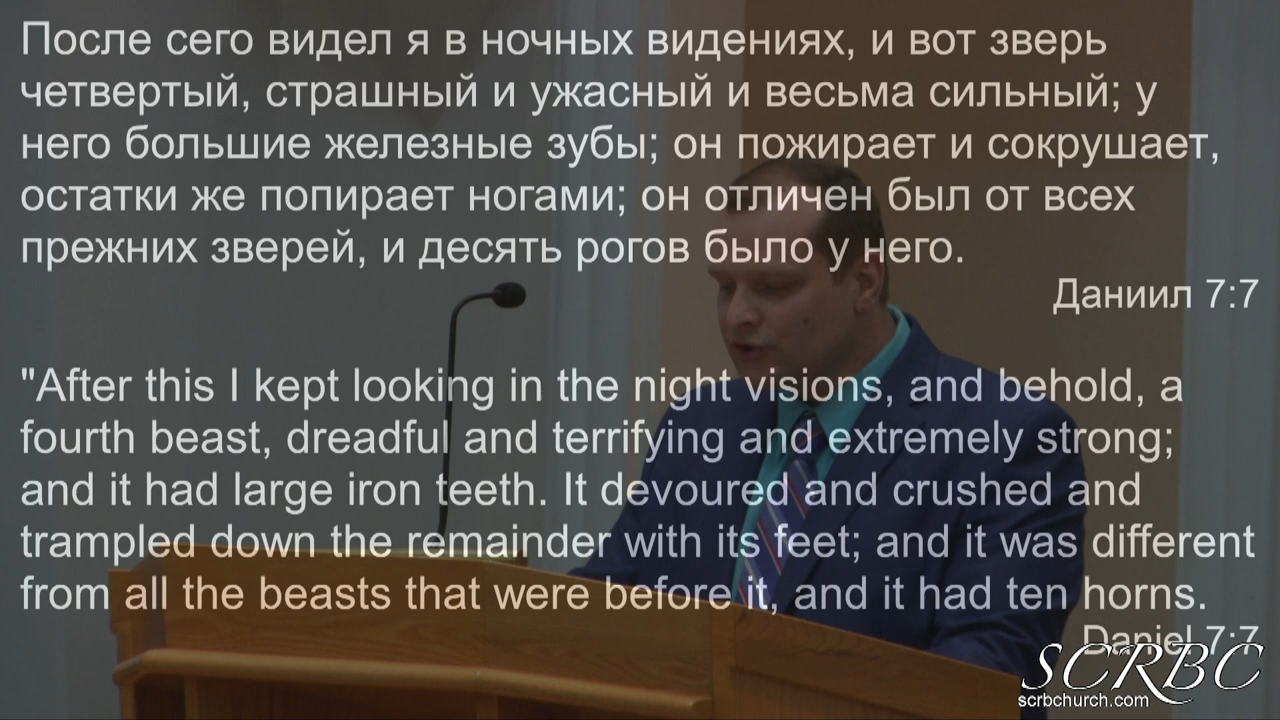 После сего видел я в ночных видениях, и вот зверь
четвертый, страшный и ужасный и весьма сильный; у
него большие железные зубы; он пожирает и сокрушает,
остатки же попирает ногами; он отличен был от всех
прежних зверей, и десять рогов было у него.
Даниил 7:7
"After this I kept looking in the night visions, and behold, a
fourth beast, dreadful and terrifying and extremely strong;
and it had large iron teeth. It devoured and crushed and
trampled down the remainder with its feet; and it was different
from all the beasts that were before it, and it had ten horns.
Daniel 7:7
SCRBC
scrbchurch.com